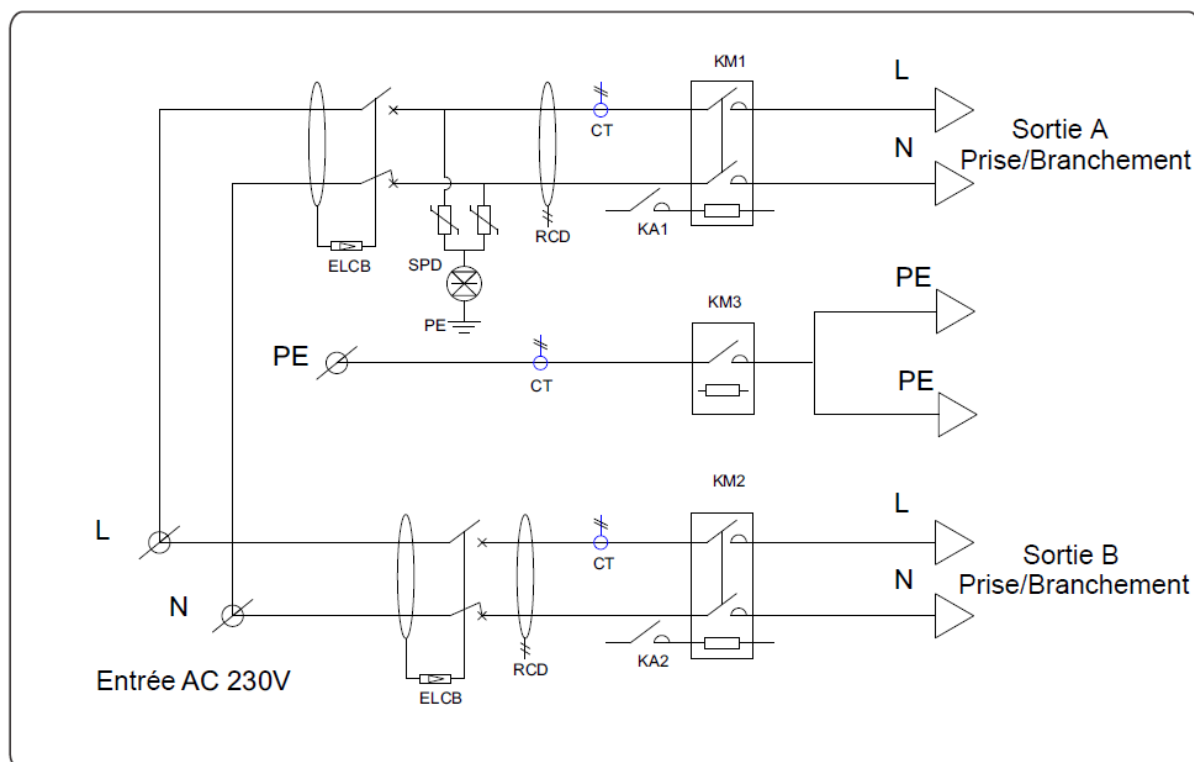 KM1
L
CT
Sortie A
Prise/Branchement
N
KA1
RCD
ELCB
SPD
PE
PE
KM3
PE
CT
PE
KM2
L
L
CT
Sortie B
Prise/Branchement
N
N
KA2
RCD
ELCB
Entrée AC 230V